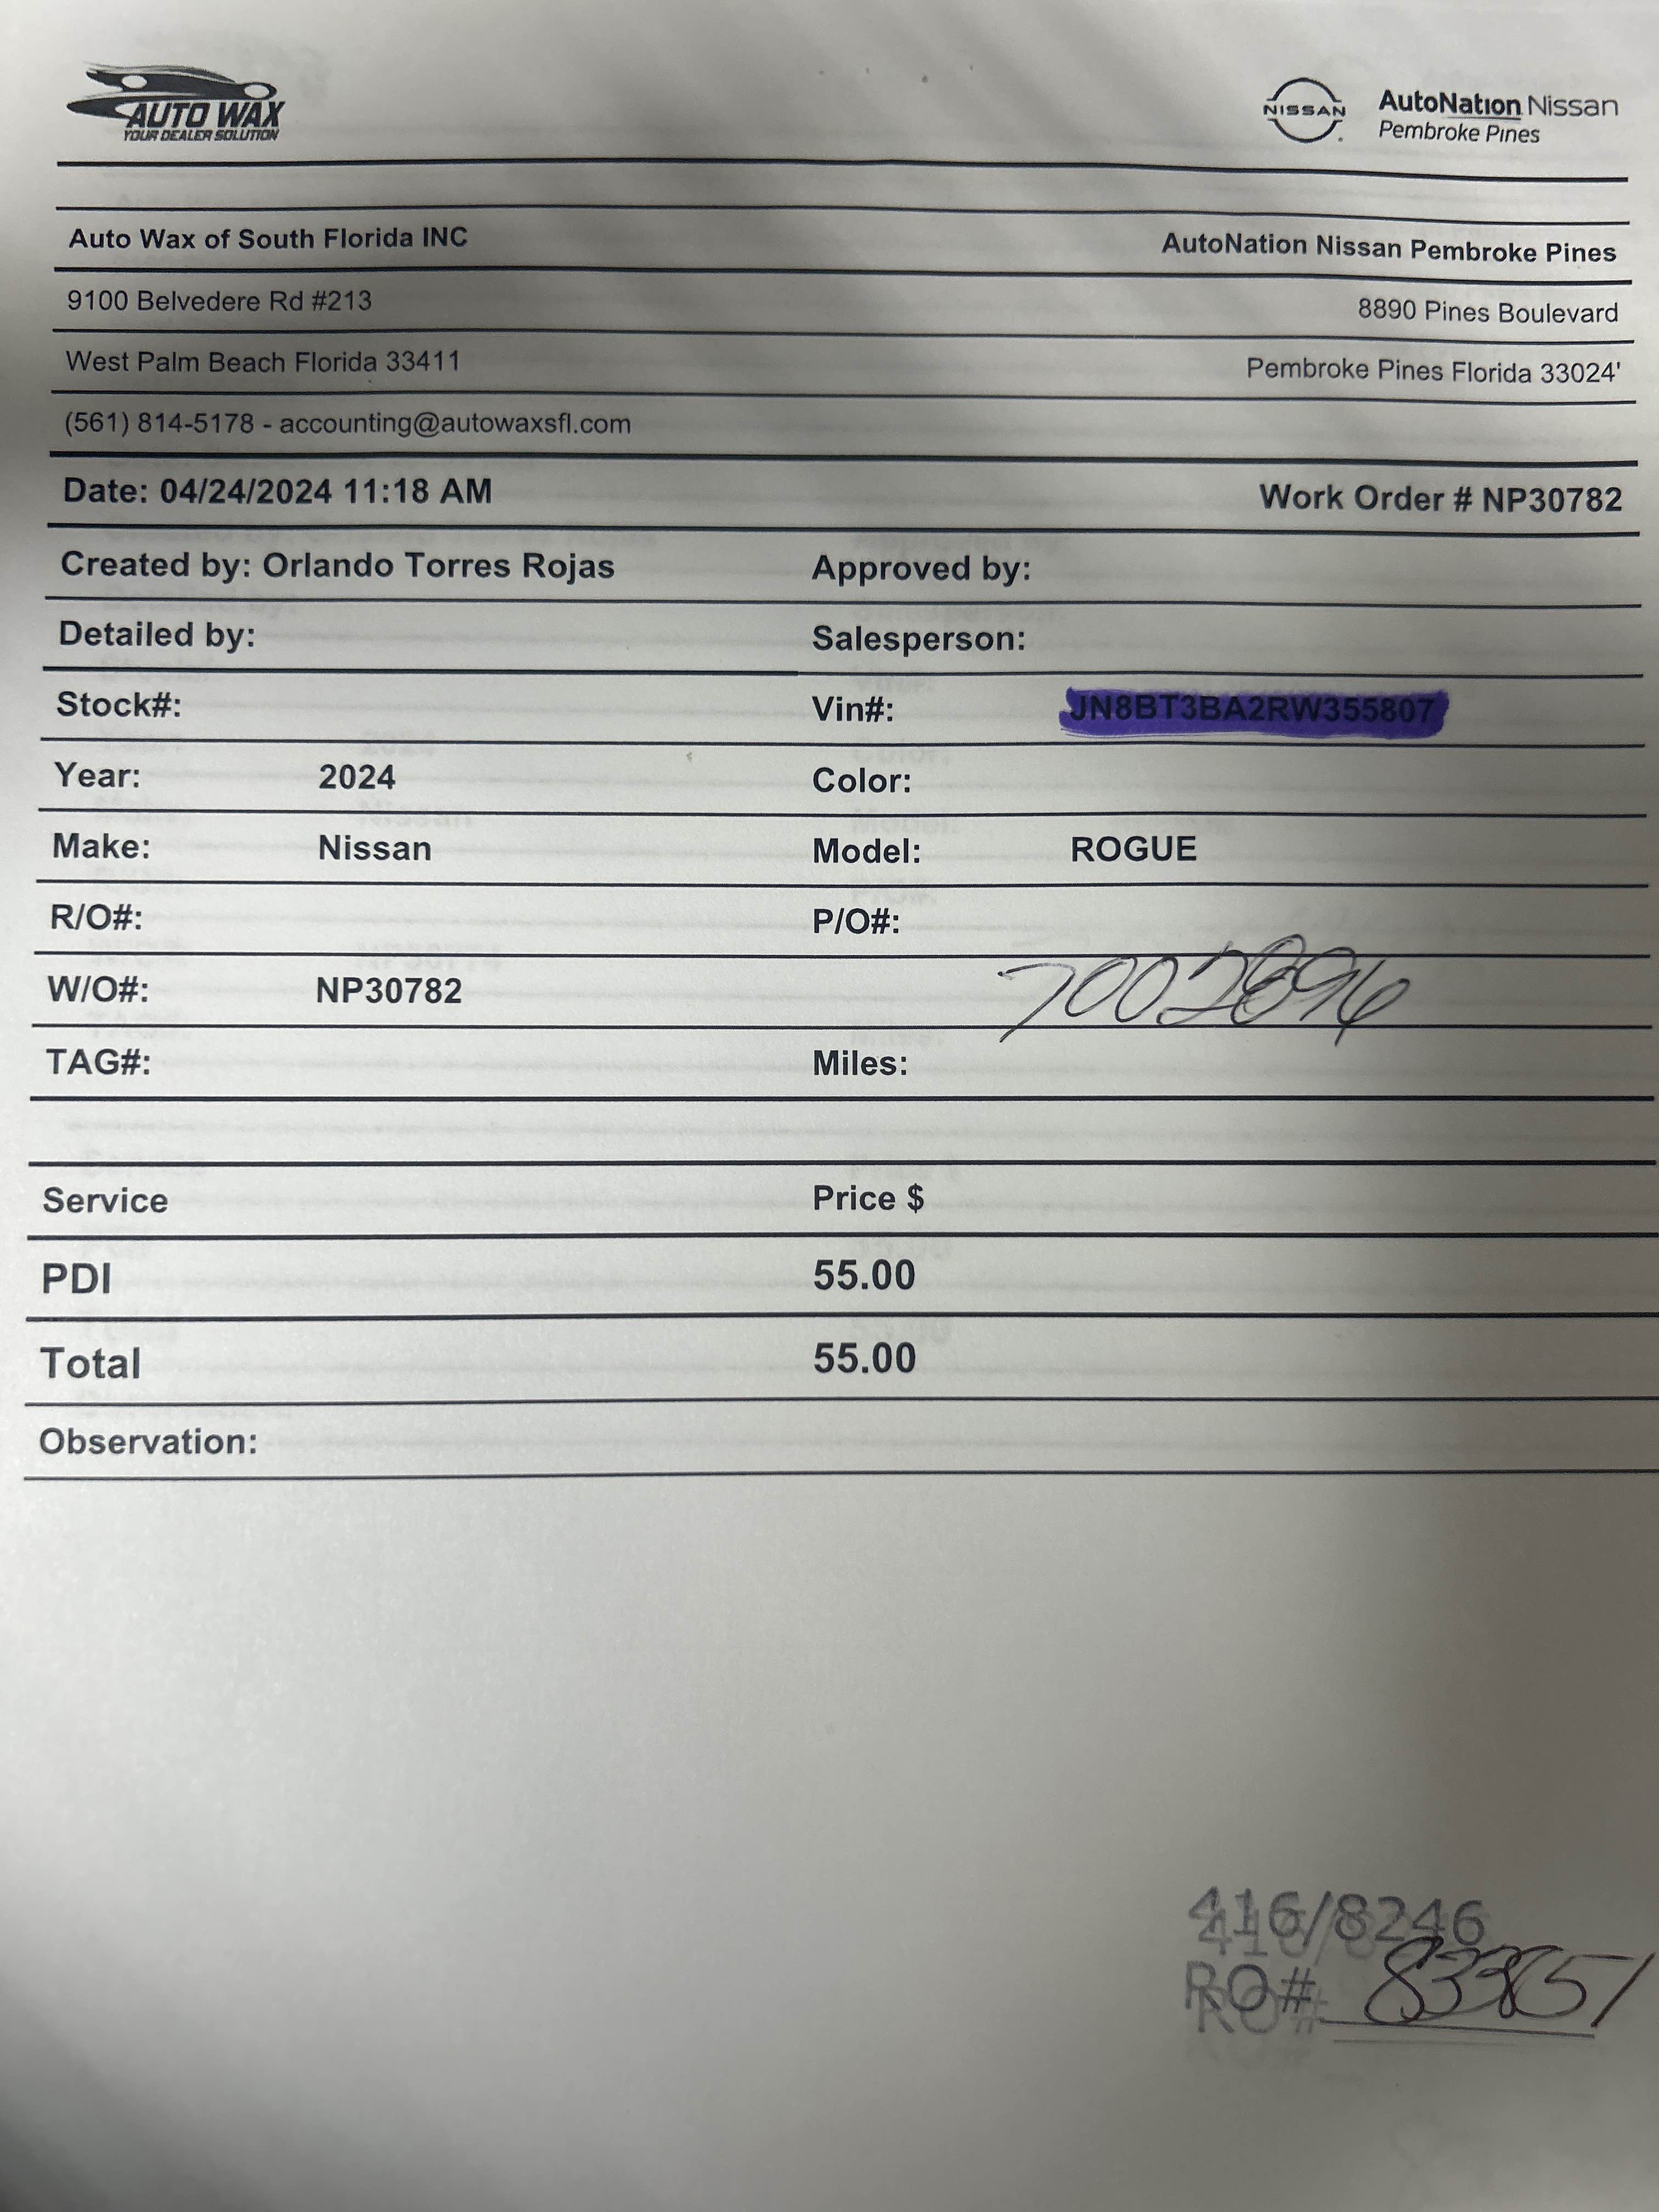 AUTO WAX
YOUR DEALER SOLUTION
NISSAN
AutoNation Nissan
Pembroke Pines
Auto Wax of South Florida INC AutoNation Nissan Pembroke Pines
9100 Belvedere Rd #213 8890 Pines Boulevard
West Palm Beach Florida 33411 Pembroke Pines Florida 33024'
(561) 814-5178 - accounting@autowaxsfl.com
Date: 04/24/2024 11:18 AM Work Order # NP30782
Created by: Orlando Torres Rojas Approved by:
Detailed by: Salesperson:
Stock#: Vin#: JN8BT3BA2RW355807
Year: 2024 Color:
Make: Nissan Model: ROGUE
R/O#: P/O#:
W/O#: NP30782
TAG#: Miles:
Service Price $
PDI 55.00
Total 55.00
Observation:
416/8246
RO#